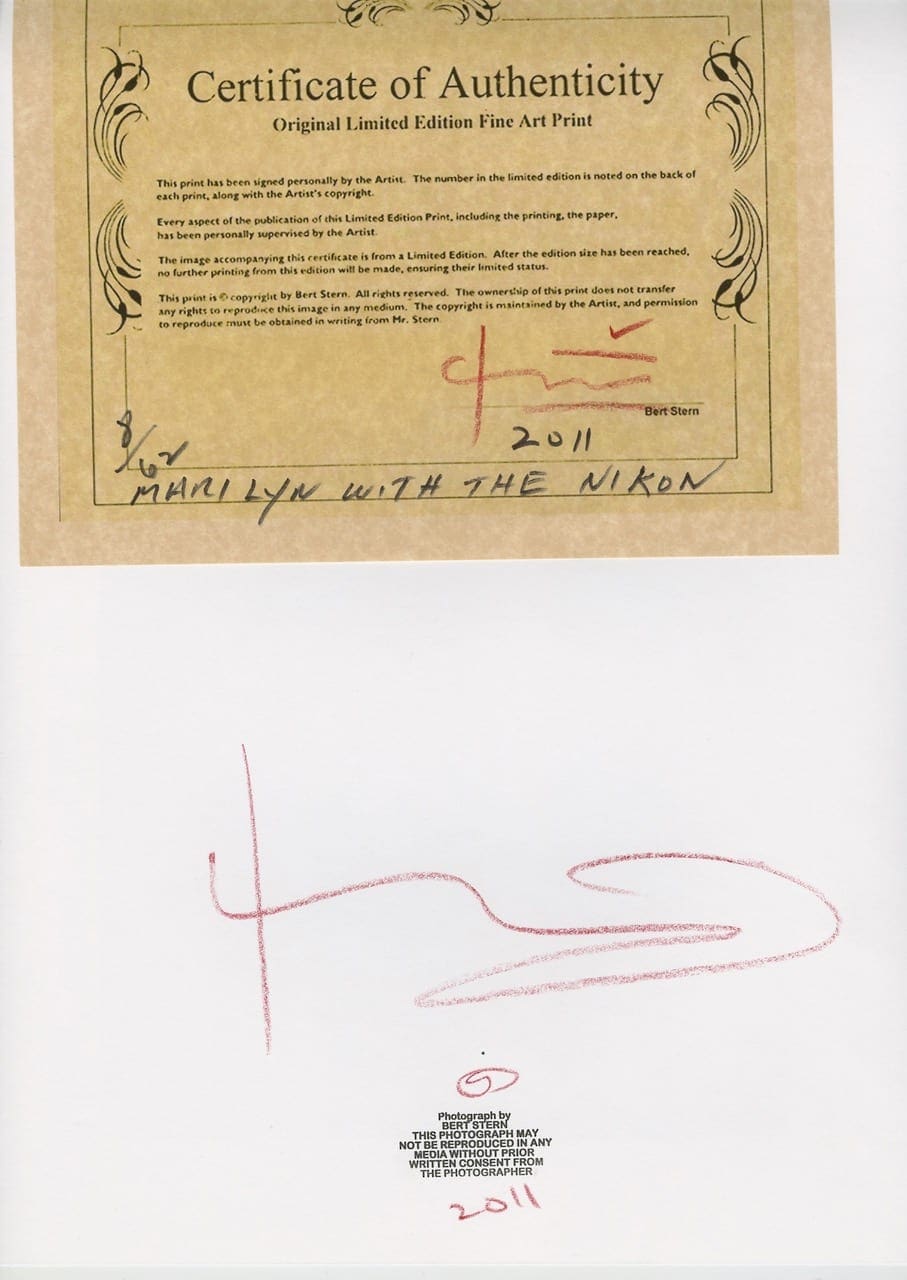 Certificate of Authenticity
Original Limited Edition Fine Art Print
This print has been signed personally by the Artist. The number in the limited edition is noted on the back of
each print, along with the Artist's copyright.
Every aspect of the publication of this Limited Edition Print, including the printing, the paper,
has been personally supervised by the Artist.
The image accompanying this certificate is from a Limited Edition. After the edition size has been reached,
no further printing from this edition will be made, ensuring their limited status.
This print is © copyright by Bert Stern. All rights reserved. The ownership of this print does not transfer
any rights to reproduce this image in any medium. The copyright is maintained by the Artist, and permission
to reproduce must be obtained in writing from Mr. Stern.
Bert Stern
2011
8/62
MARILYN WITH THE NIKON
Photograph by
BERT STERN
THIS PHOTOGRAPH MAY
NOT BE REPRODUCED IN ANY
MEDIA WITHOUT PRIOR
WRITTEN CONSENT FROM
THE PHOTOGRAPHER
2011